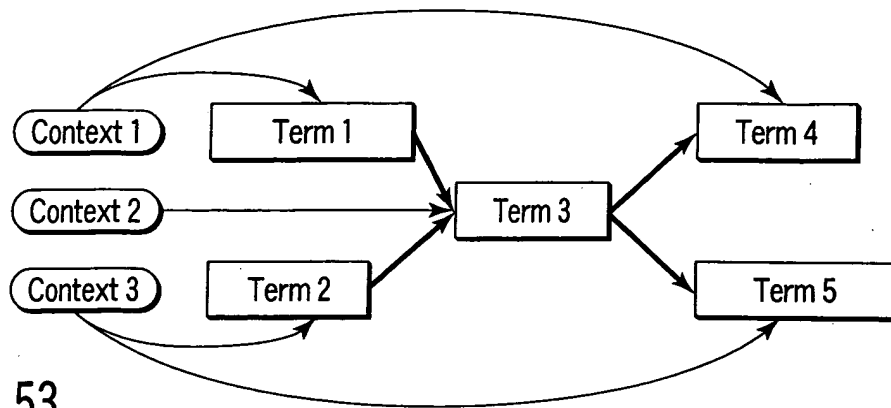 Context 1
Term 1
Term 4
Context 2
Term 3
Context 3
Term 2
Term 5
53